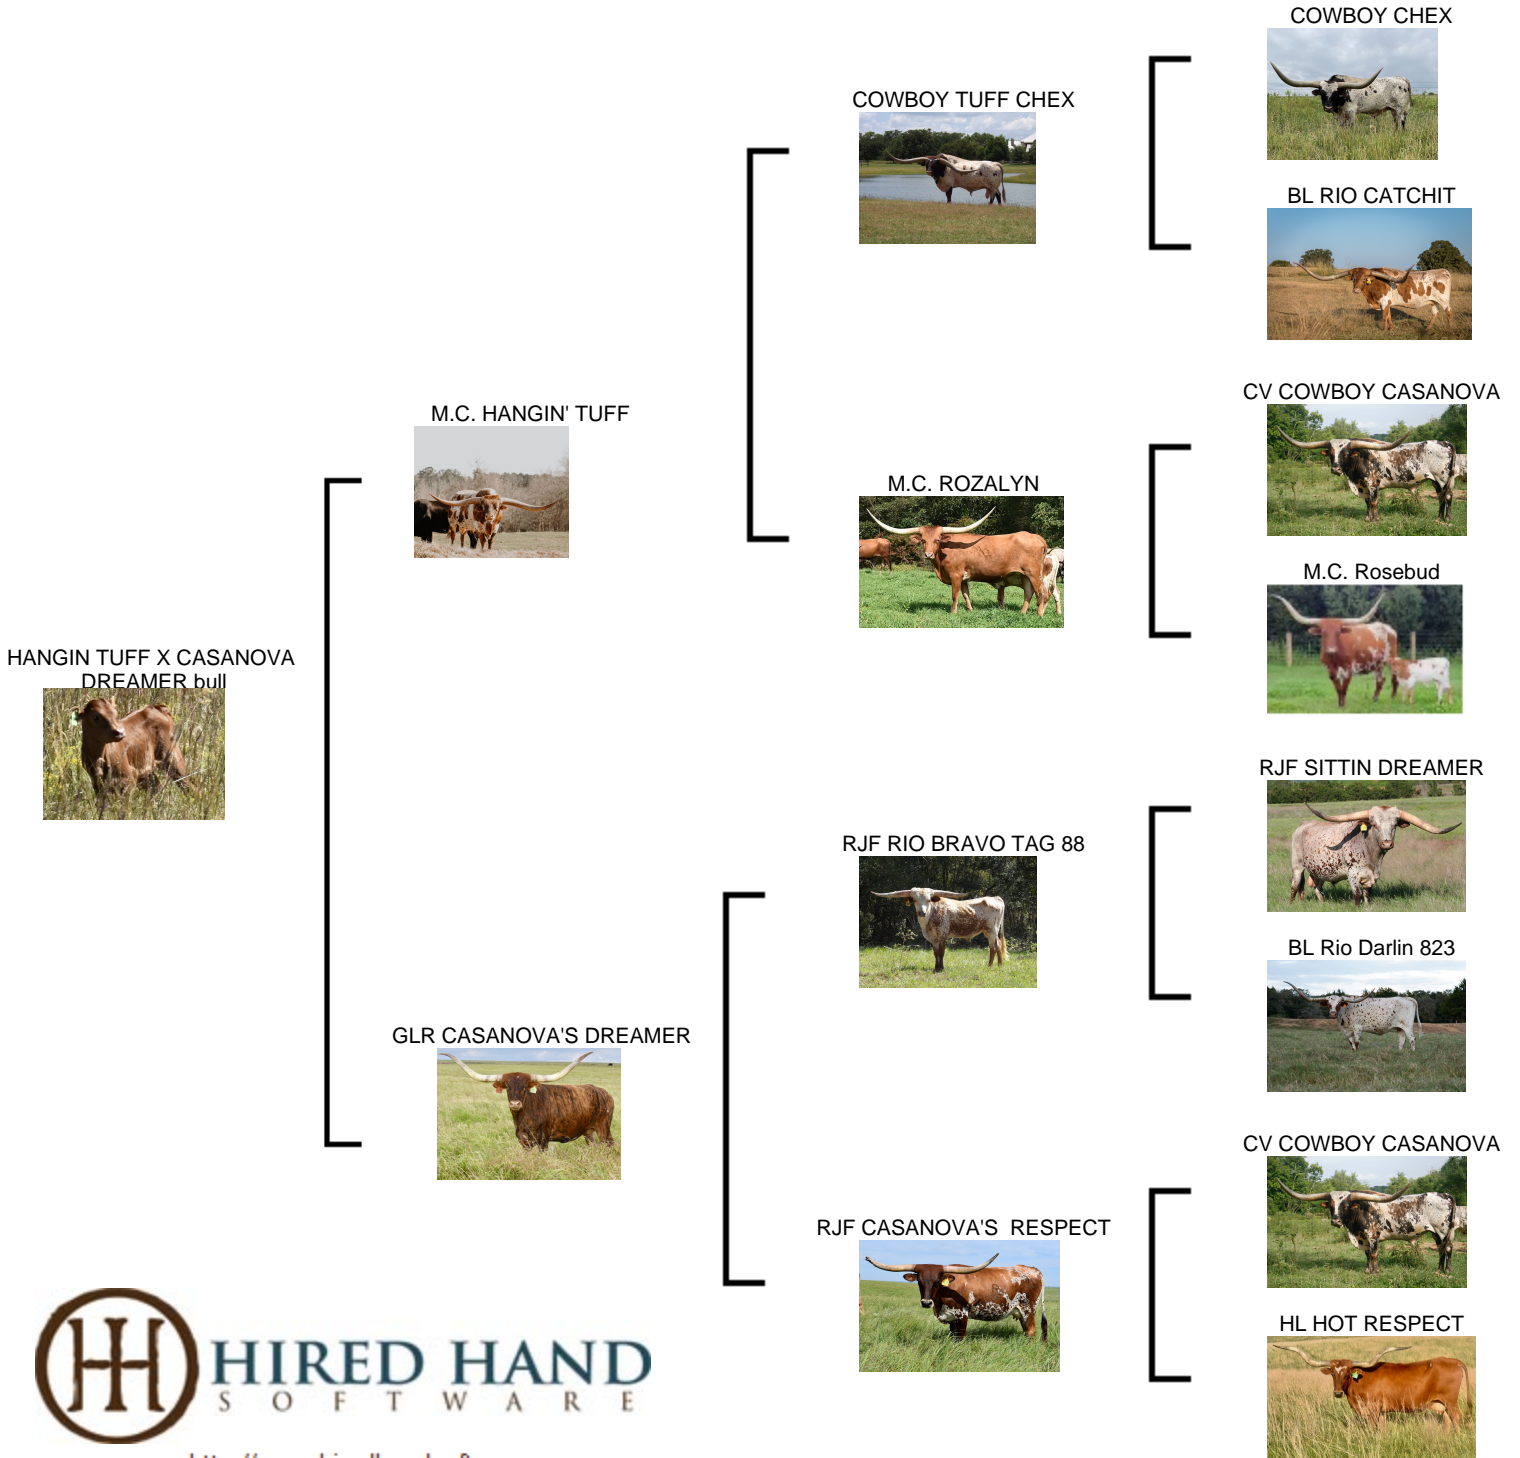 COWBOY CHEX
COWBOY TUFF CHEX
BL RIO CATCHIT
CV COWBOY CASANOVA
M.C. HANGIN' TUFF
M.C. ROZALYN
M.C. Rosebud
HANGIN TUFF X CASANOVA
DREAMER bull
RJF SITTIN DREAMER
RJF RIO BRAVO TAG 88
BL Rio Darlin 823
GLR CASANOVA'S DREAMER
CV COWBOY CASANOVA
RJF CASANOVA'S  RESPECT
HL HOT RESPECT
HIRED HAND
SOFTWARE